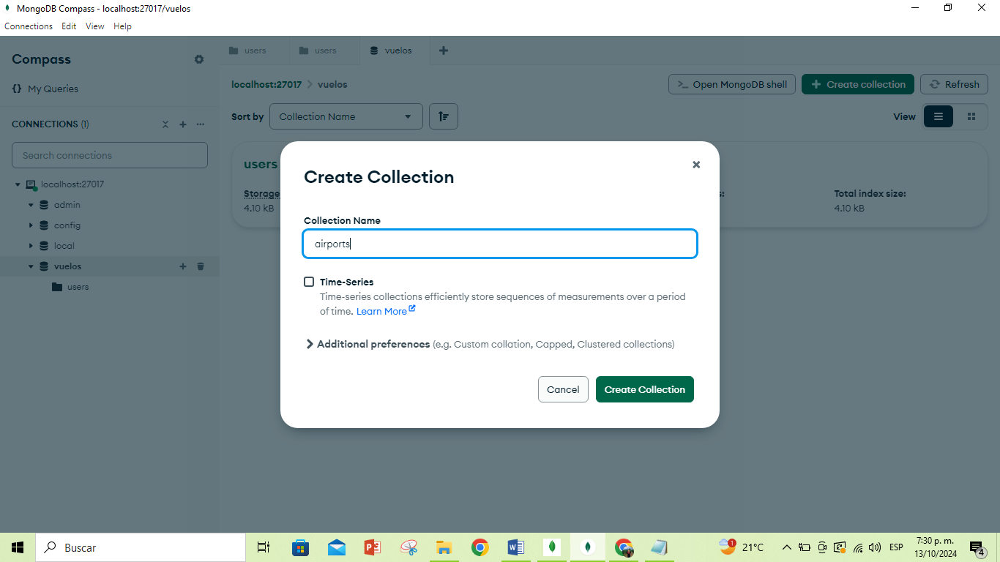 MongoDB Compass - localhost:27017/vuelos
Connections Edit View Help
Compass
My Queries
CONNECTIONS (1)
Search connections
localhost:27017
admin
config
local
vuelos
users
users users vuelos
localhost:27017 > vuelos
>_ Open MongoDB shell + Create collection Refresh
Sort by Collection Name
View
users
Storage
4.10 kB
s:
Total index size:
4.10 kB
Create Collection
Collection Name
airports
Time-Series
Time-series collections efficiently store sequences of measurements over a period
of time. Learn More
Additional preferences (e.g. Custom collation, Capped, Clustered collections)
Cancel Create Collection
Buscar
1
21°C
ESP
7:30 p. m.
13/10/2024
4